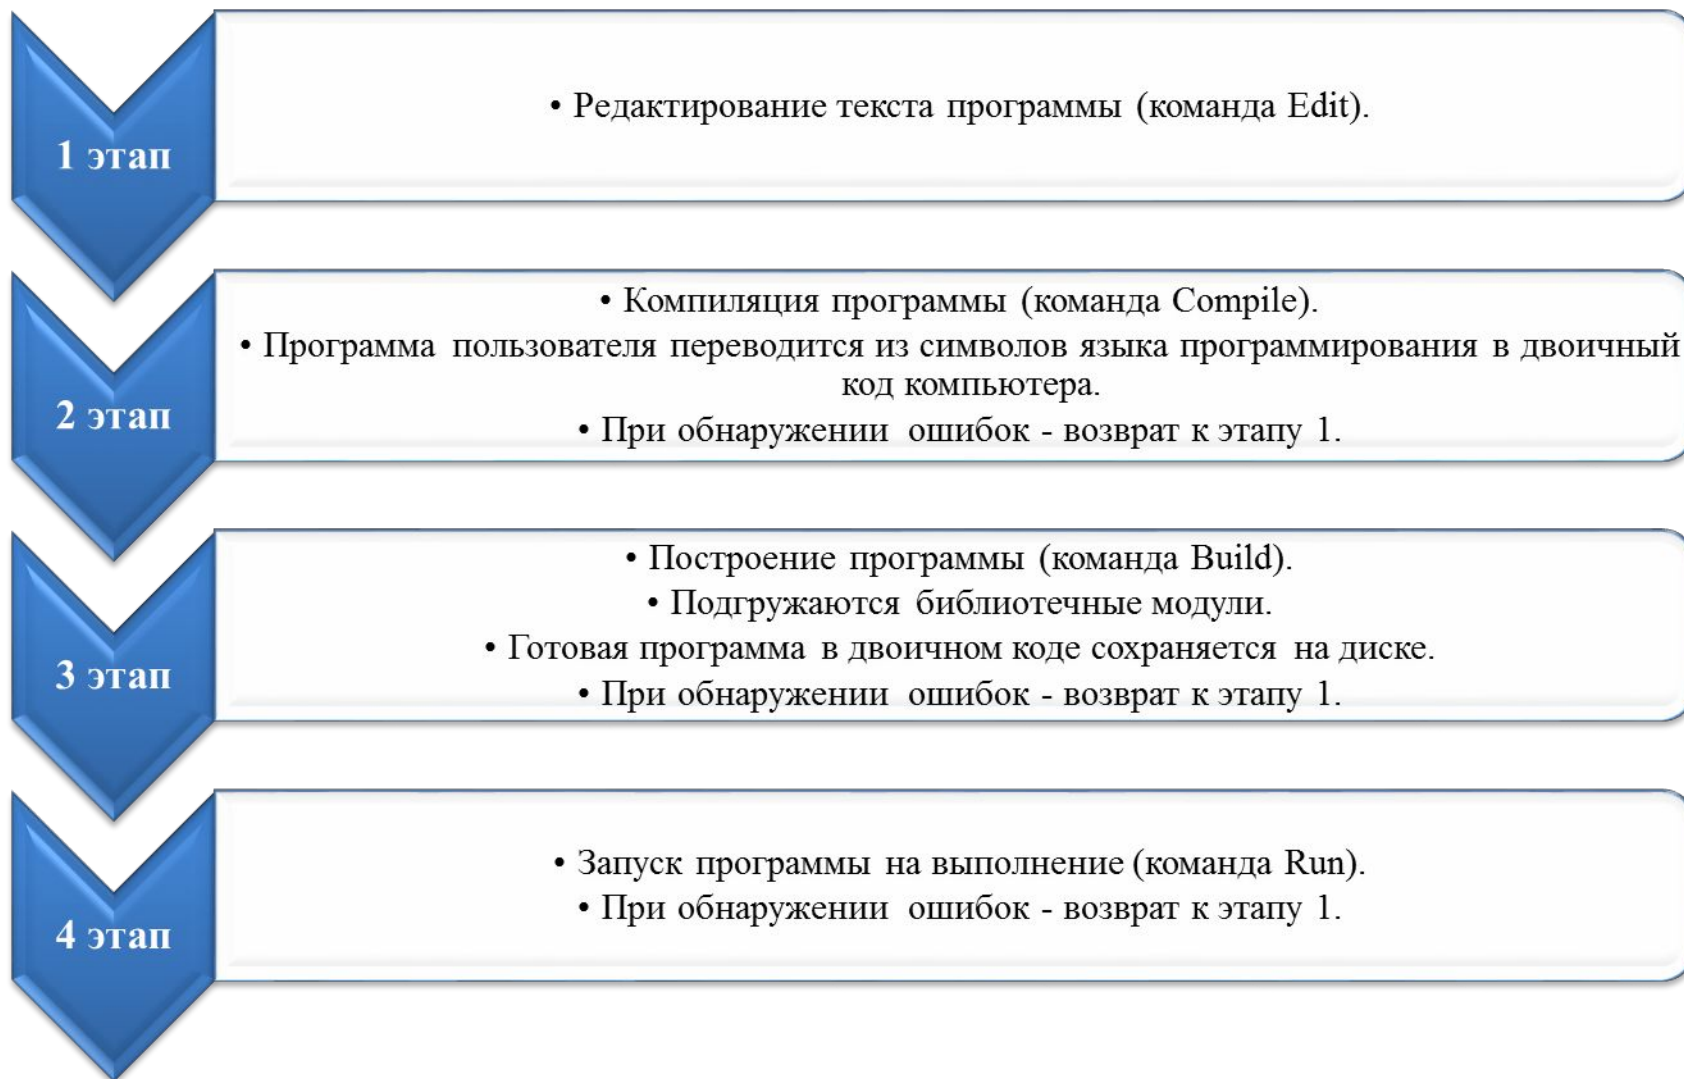 1 этап
• Редактирование текста программы (команда Edit).
2 этап
• Компиляция программы (команда Compile).
• Программа пользователя переводится из символов языка программирования в двоичный
код компьютера.
• При обнаружении ошибок - возврат к этапу 1.
3 этап
• Построение программы (команда Build).
• Подгружаются библиотечные модули.
• Готовая программа в двоичном коде сохраняется на диске.
• При обнаружении ошибок - возврат к этапу 1.
4 этап
• Запуск программы на выполнение (команда Run).
• При обнаружении ошибок - возврат к этапу 1.